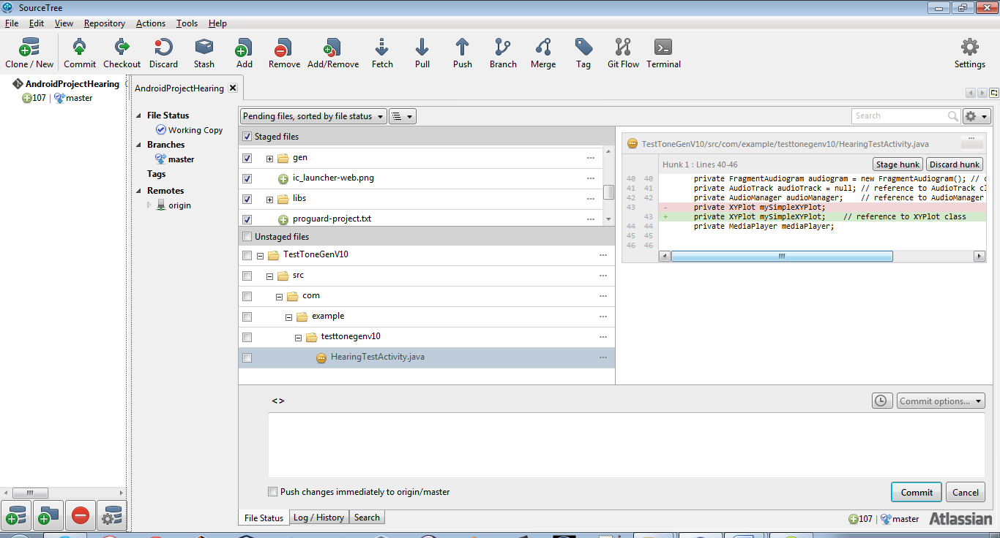 SourceTree
File Edit View Repository Actions Tools Help
Clone / New Commit Checkout Discard Stash Add Remove Add/Remove Fetch Pull Push Branch Merge Tag Git Flow Terminal Settings
AndroidProjectHearing
107 | master
AndroidProjectHearing
File Status
Working Copy
Branches
master
Tags
Remotes
origin
Pending files, sorted by file status
Search
Staged files
gen
ic_launcher-web.png
libs
proguard-project.txt
Unstaged files
TestToneGenV10
src
com
example
testtonegenv10
HearingTestActivity.java
TestToneGenV10/src/com/example/testtonegenv10/HearingTestActivity.java
Hunk 1 : Lines 40-46 Stage hunk Discard hunk
40 40 private FragmentAudiogram audiogram = new FragmentAudiogram(); //
41 41 private AudioTrack audioTrack = null; // reference to AudioTrack cl
42 42 private AudioManager audioManager; // reference to AudioManager
43 - private XYPlot mySimpleXYPlot;
43 + private XYPlot mySimpleXYPlot; // reference to XYPlot class
44 44 private MediaPlayer mediaPlayer;
45 45
46 46
<>
Commit options...
Push changes immediately to origin/master
Commit Cancel
File Status Log / History Search
107 | master Atlassian